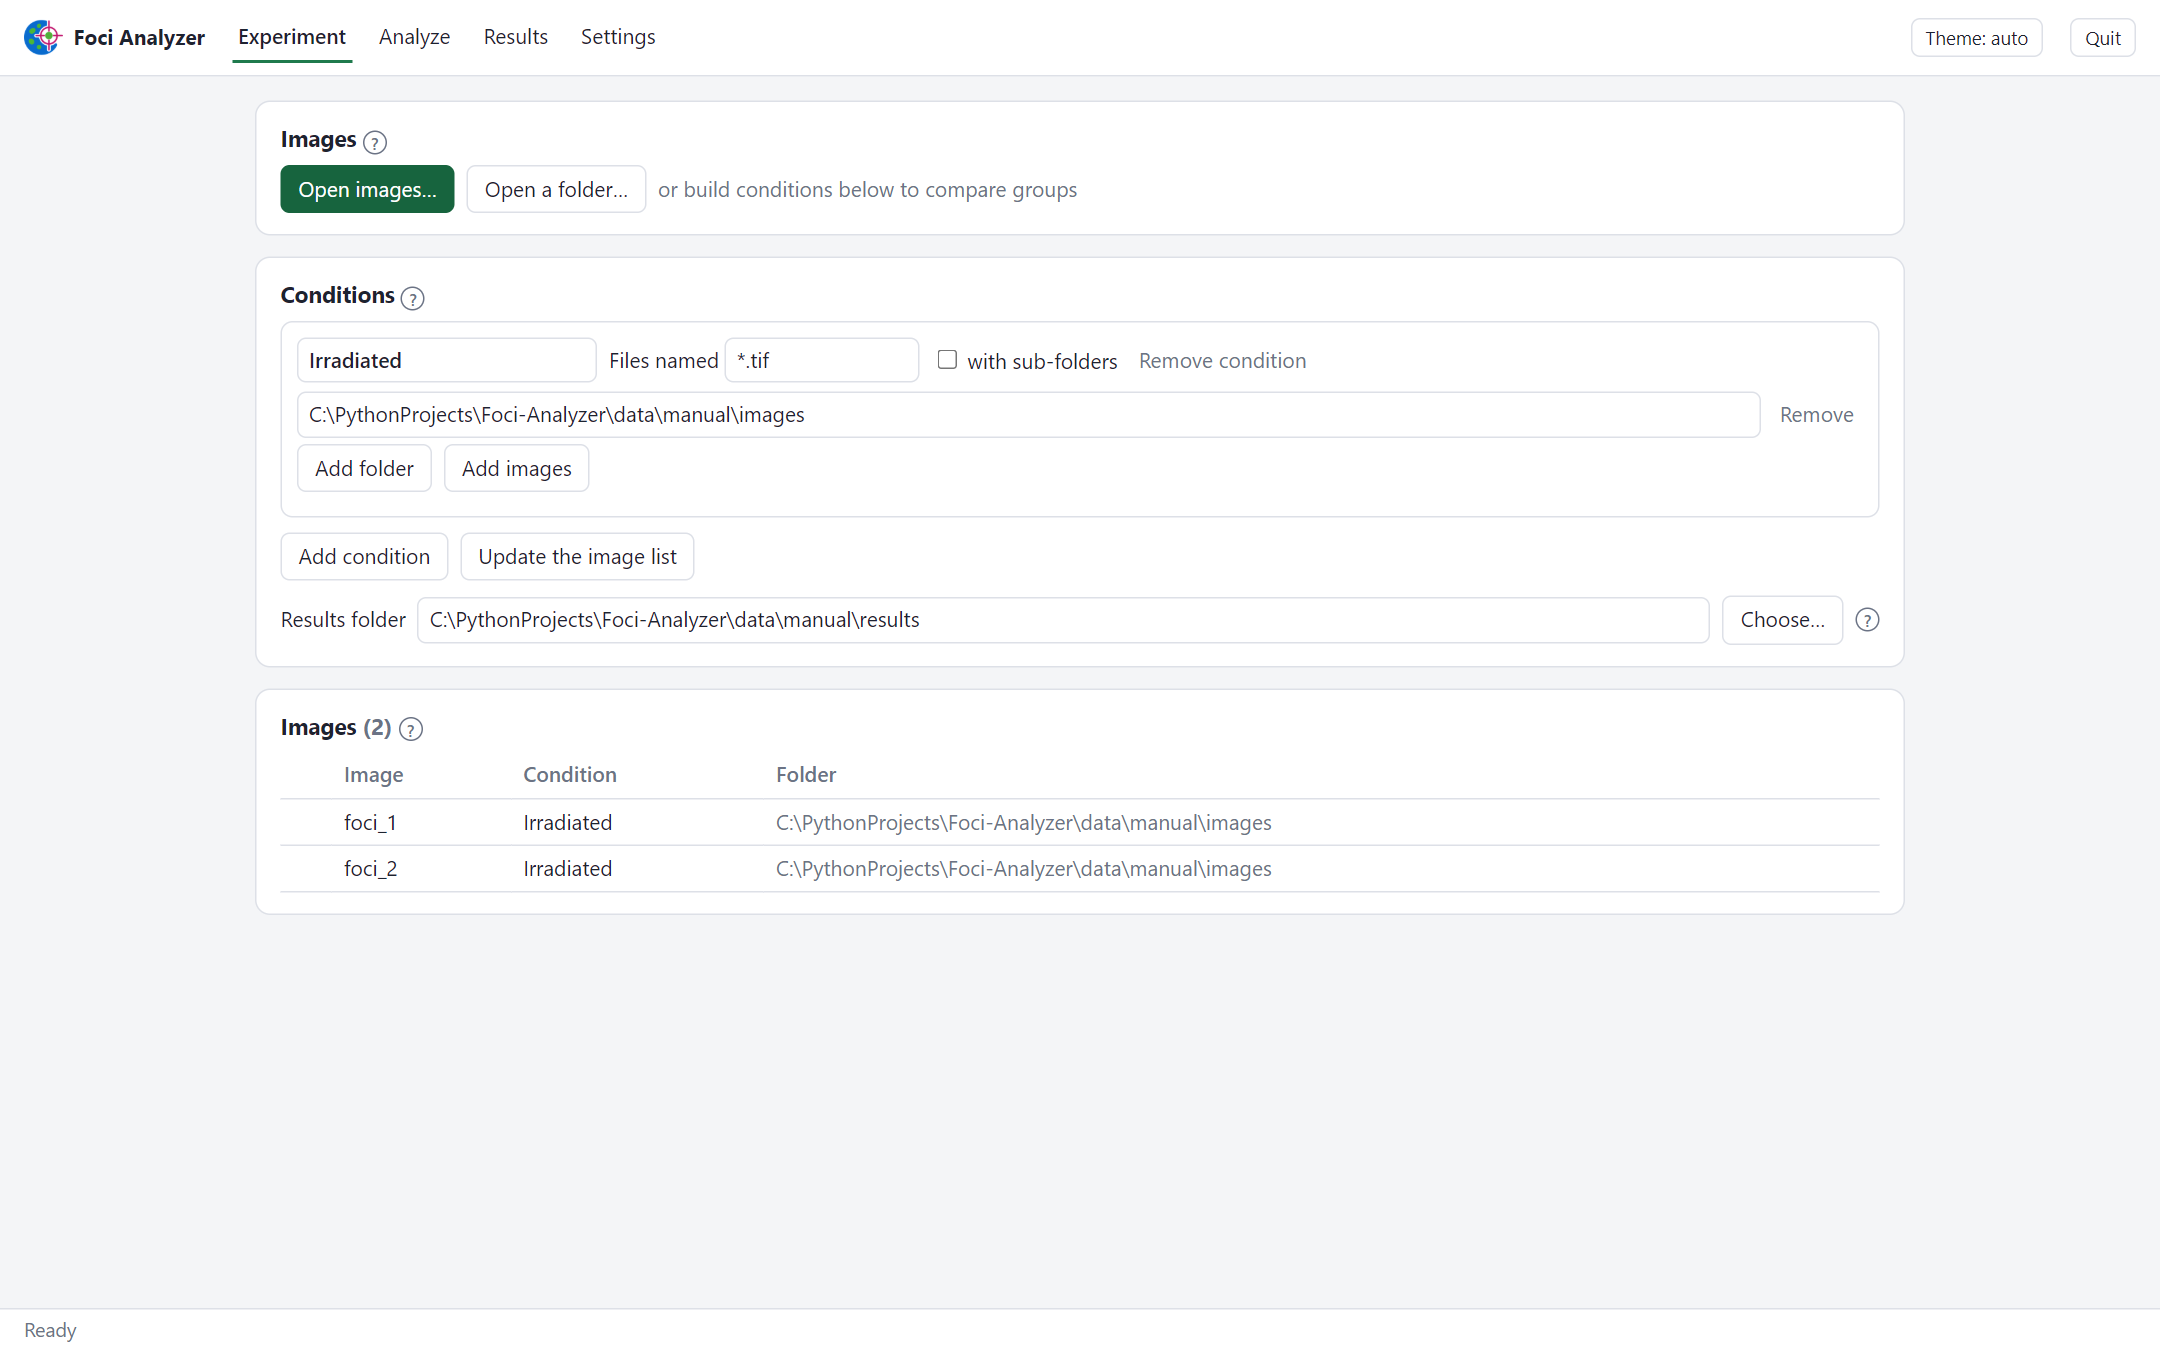 Foci Analyzer Experiment Analyze Results Settings Theme: auto Quit
Images ?
Open images... Open a folder... or build conditions below to compare groups
Conditions ?
Irradiated Files named *.tif with sub-folders Remove condition
C:\PythonProjects\Foci-Analyzer\data\manual\images Remove
Add folder Add images
Add condition Update the image list
Results folder C:\PythonProjects\Foci-Analyzer\data\manual\results Choose... ?
Images (2) ?
Image Condition Folder
foci_1 Irradiated C:\PythonProjects\Foci-Analyzer\data\manual\images
foci_2 Irradiated C:\PythonProjects\Foci-Analyzer\data\manual\images
Ready